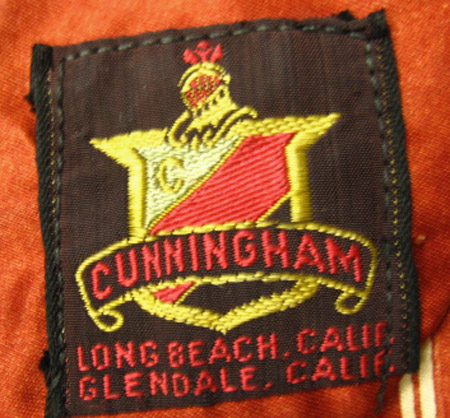 C
CUNNINGHAM
LONG BEACH, CALIF.
GLENDALE, CALIF.